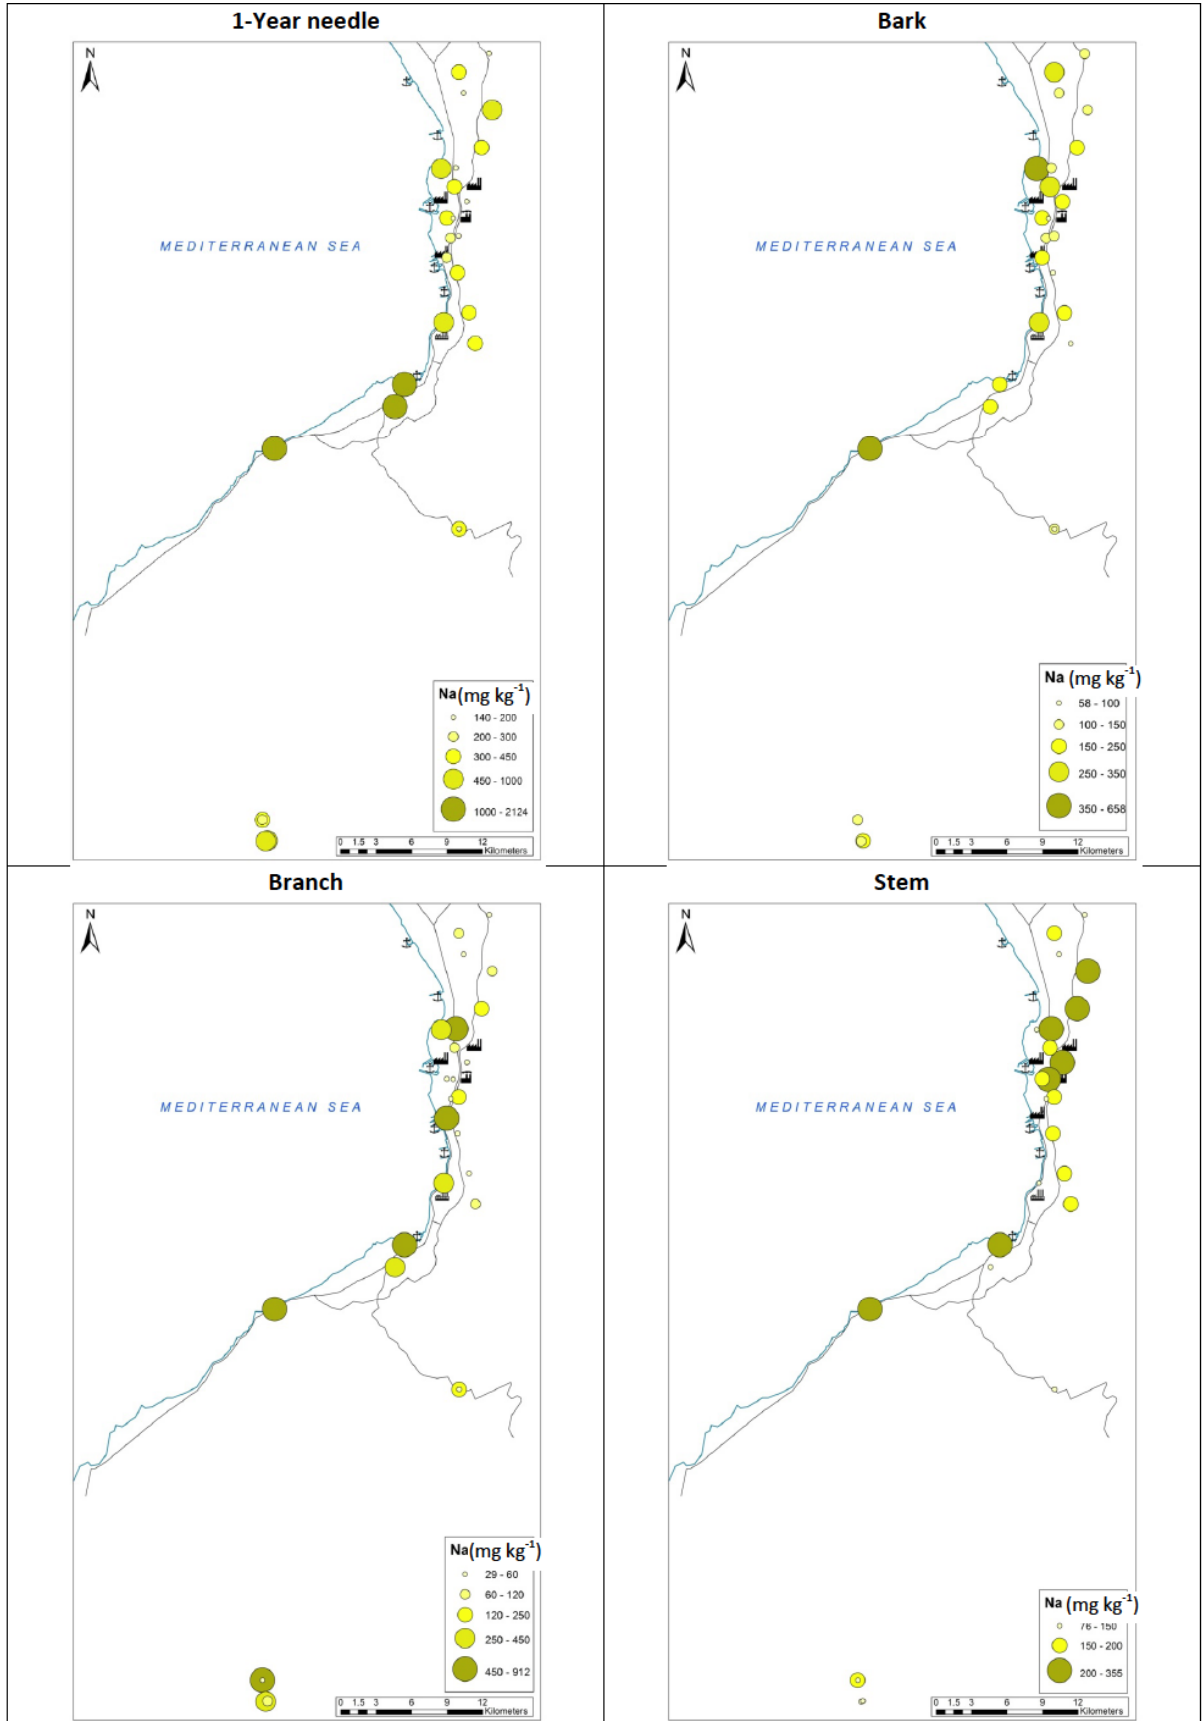 1-Year needle
N
MEDITERRANEAN SEA
Na(mg kg⁻¹)
140 - 200
200 - 300
300 - 450
450 - 1000
1000 - 2124
0 1.5 3 6 9 12
Kilometers
Bark
N
MEDITERRANEAN SEA
Na (mg kg⁻¹)
58 - 100
100 - 150
150 - 250
250 - 350
350 - 658
0 1.5 3 6 9 12
Kilometers
Branch
N
MEDITERRANEAN SEA
Na(mg kg⁻¹)
29 - 60
60 - 120
120 - 250
250 - 450
450 - 912
0 1.5 3 6 9 12
Kilometers
Stem
N
MEDITERRANEAN SEA
Na (mg kg⁻¹)
76 - 150
150 - 200
200 - 355
0 1.5 3 6 9 12
Kilometers